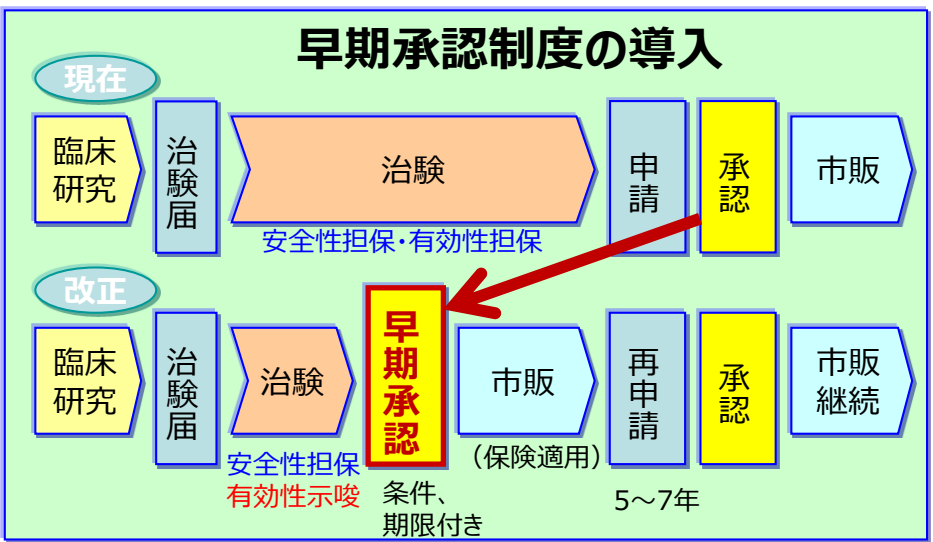 早期承認制度の導入
現在
臨床
研究
治験届
治験
申請
承認
市販
安全性担保・有効性担保
改正
臨床
研究
治験届
治験
早期承認
市販
再申請
承認
市販
継続
安全性担保
有効性示唆
（保険適用）
条件、
期限付き
5～7年